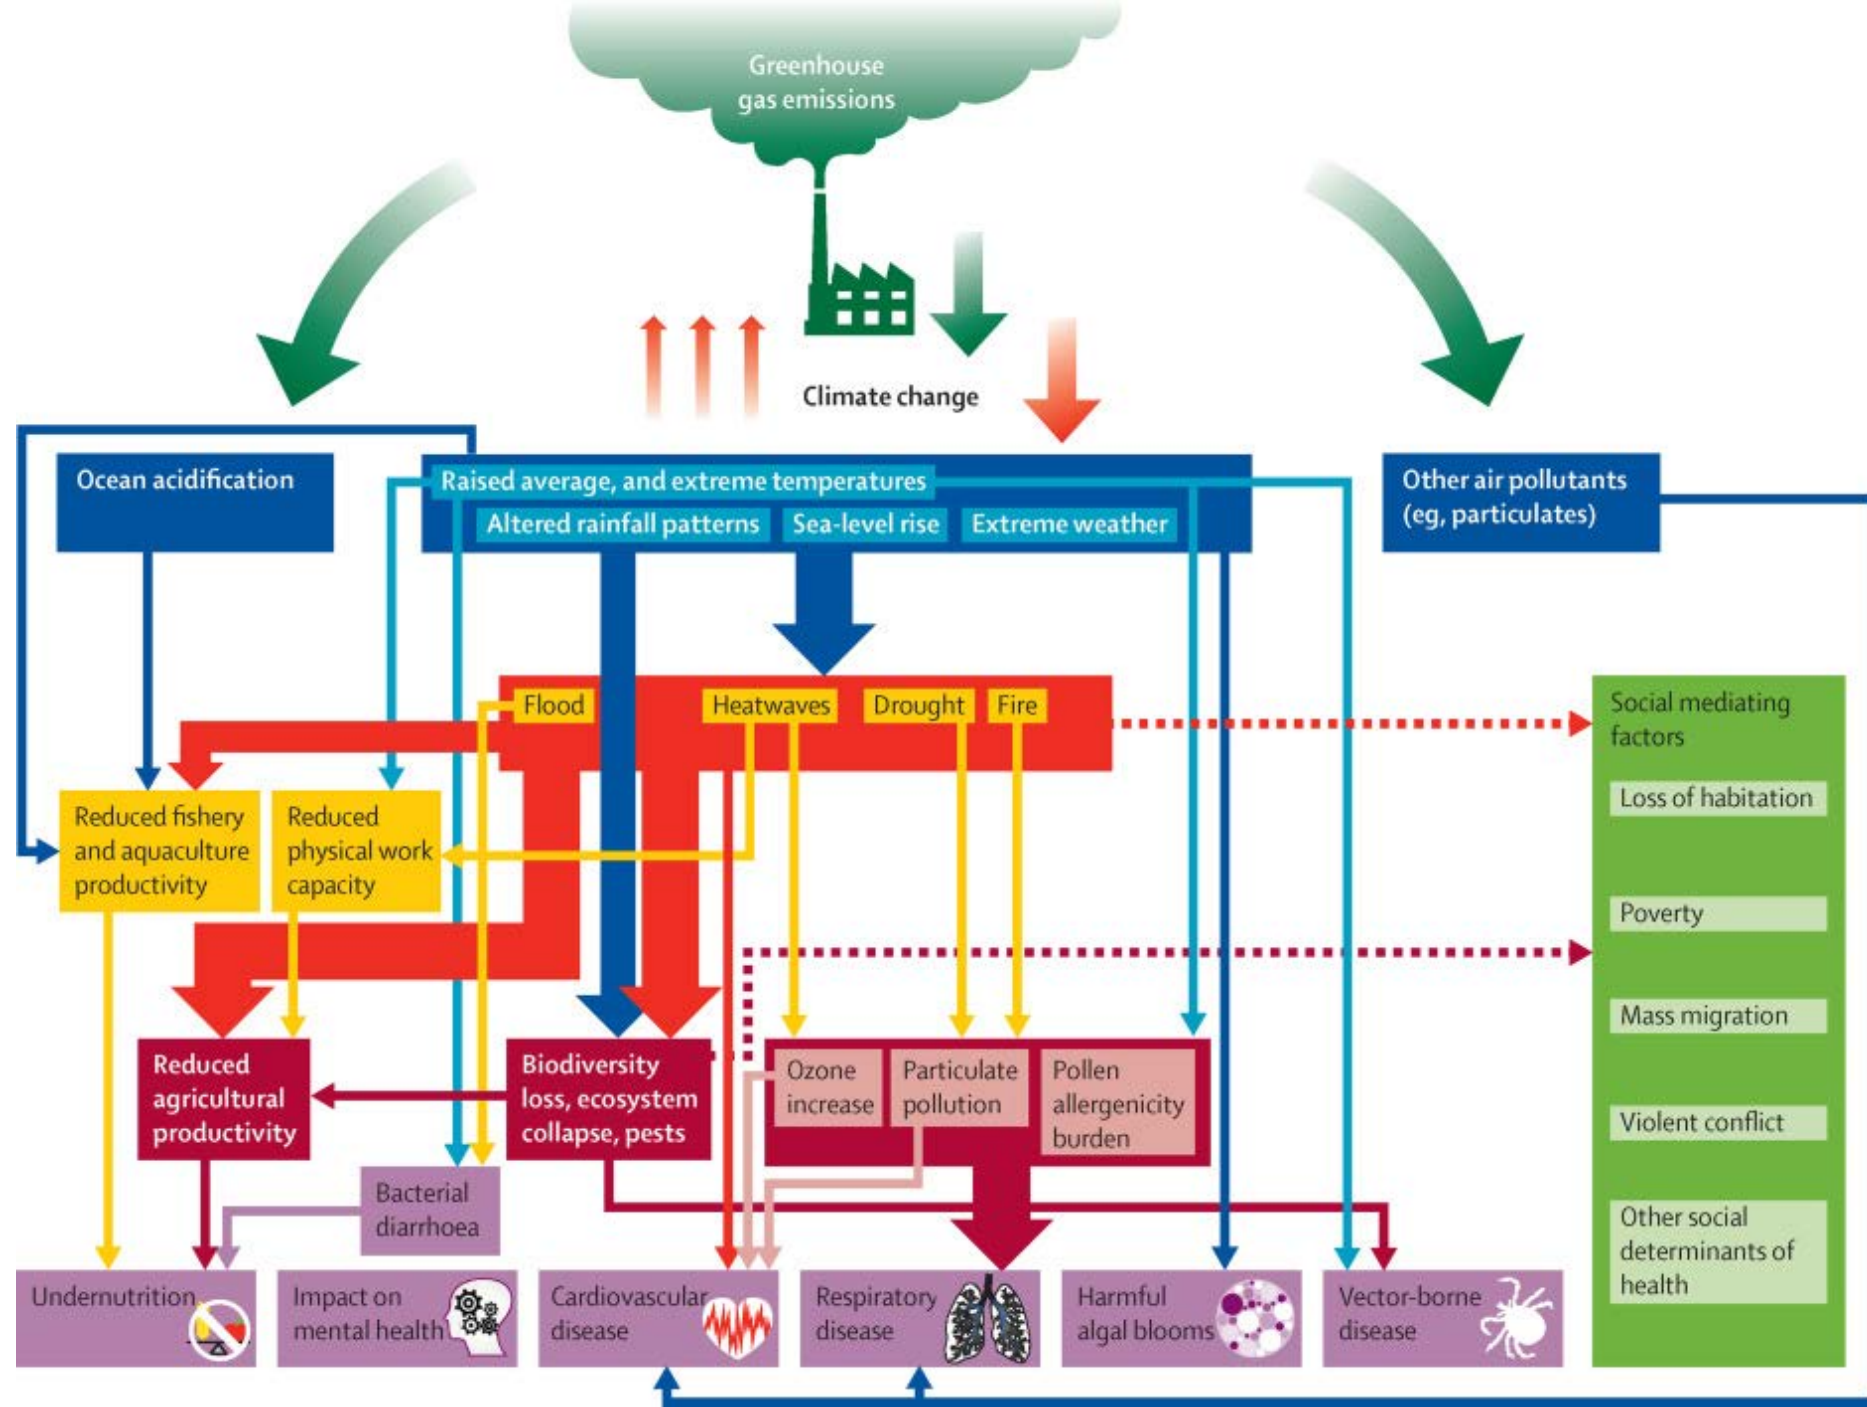 Greenhouse
gas emissions
Climate change
Ocean acidification
Raised average, and extreme temperatures
Altered rainfall patterns
Sea-level rise
Extreme weather
Other air pollutants
(eg, particulates)
Flood
Heatwaves
Drought
Fire
Social mediating
factors
Loss of habitation
Poverty
Mass migration
Violent conflict
Other social
determinants of
health
Reduced fishery
and aquaculture
productivity
Reduced
physical work
capacity
Reduced
agricultural
productivity
Biodiversity
loss, ecosystem
collapse, pests
Ozone
increase
Particulate
pollution
Pollen
allergenicity
burden
Bacterial
diarrhoea
Undernutrition
Impact on
mental health
Cardiovascular
disease
Respiratory
disease
Harmful
algal blooms
Vector-borne
disease